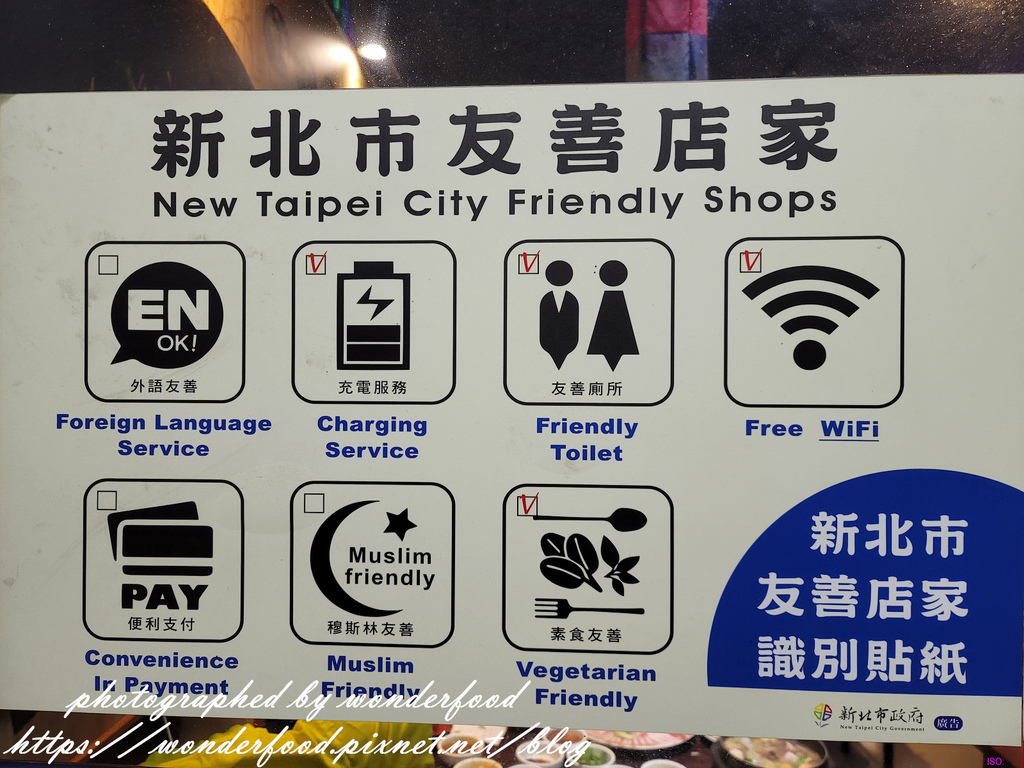 新北市友善店家
New Taipei City Friendly Shops
EN
OK!
外語友善
Foreign Language
Service
V
充電服務
Charging
Service
V
友善廁所
Friendly
Toilet
V
Free WiFi
PAY
便利支付
Convenience
In Payment
Muslim
friendly
穆斯林友善
Muslim
Friendly
V
素食友善
Vegetarian
Friendly
新北市
友善店家
識別貼紙
新北市政府
New Taipei City Government
廣告
photographed by wonderfood
https://wonderfood.pixnet.net/blog
ISO